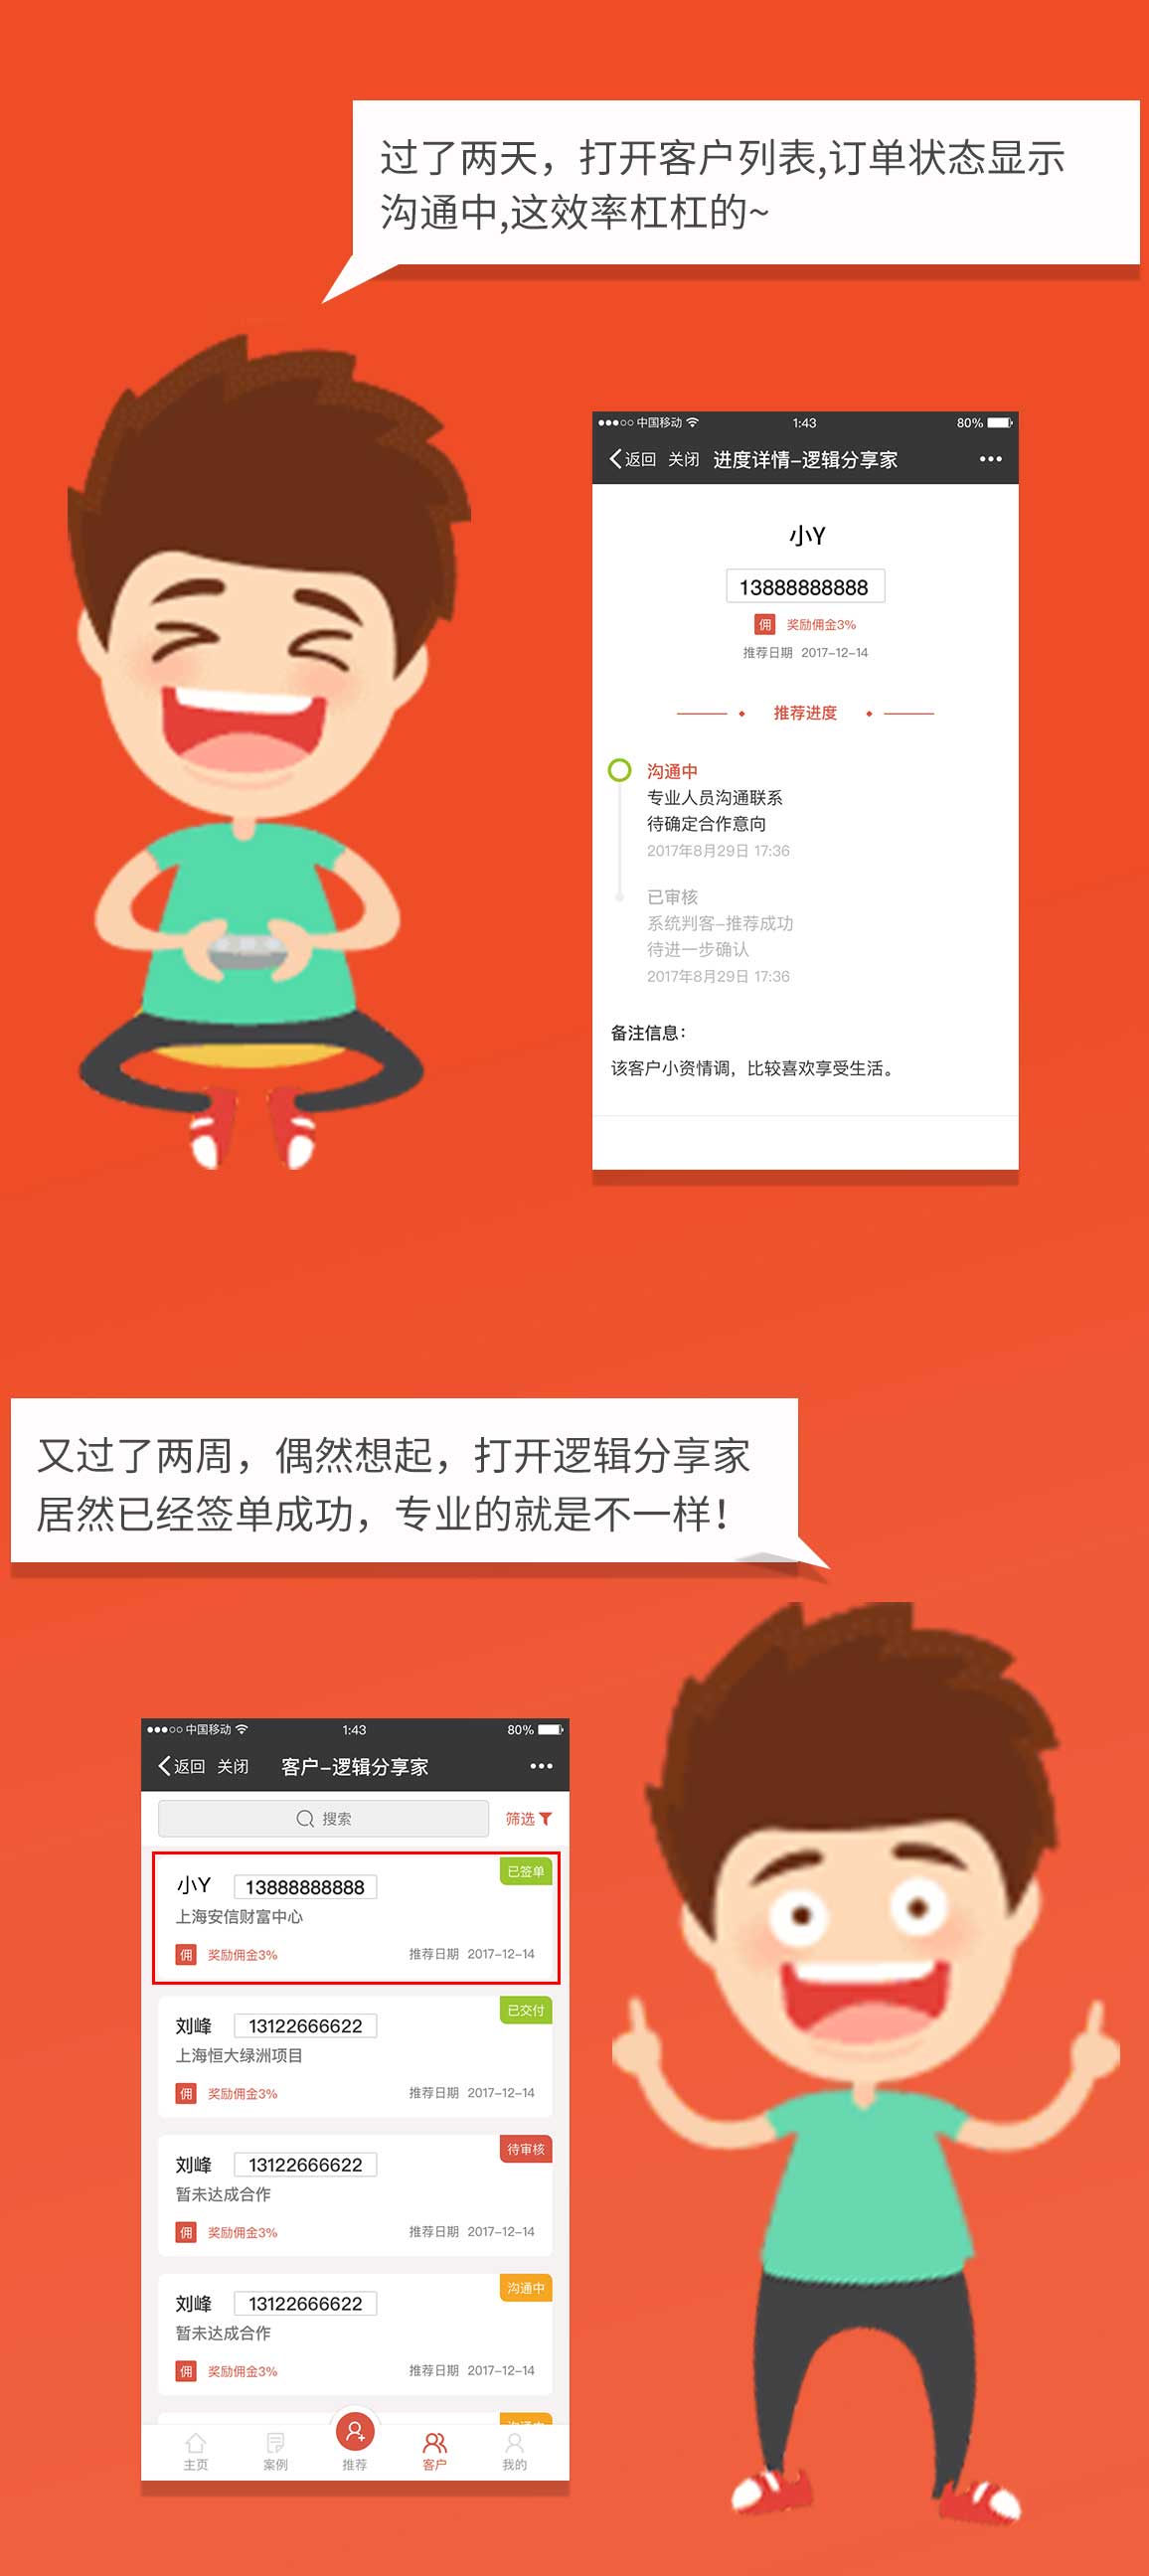 过了两天，打开客户列表,订单状态显示
沟通中,这效率杠杠的~
中国移动 1:43 80%
返回 关闭 进度详情-逻辑分享家
小Y
13888888888
佣 奖励佣金3%
推荐日期 2017-12-14
推荐进度
沟通中
专业人员沟通联系
待确定合作意向
2017年8月29日 17:36
已审核
系统判客-推荐成功
待进一步确认
2017年8月29日 17:36
备注信息：
该客户小资情调，比较喜欢享受生活。
又过了两周，偶然想起，打开逻辑分享家
居然已经签单成功，专业的就是不一样！
中国移动 1:43 80%
返回 关闭 客户-逻辑分享家
搜索 筛选
已签单
小Y 13888888888
上海安信财富中心
佣 奖励佣金3% 推荐日期 2017-12-14
已交付
刘峰 13122666622
上海恒大绿洲项目
佣 奖励佣金3% 推荐日期 2017-12-14
待审核
刘峰 13122666622
暂未达成合作
佣 奖励佣金3% 推荐日期 2017-12-14
沟通中
刘峰 13122666622
暂未达成合作
佣 奖励佣金3% 推荐日期 2017-12-14
沟通中
主页 案例 推荐 客户 我的